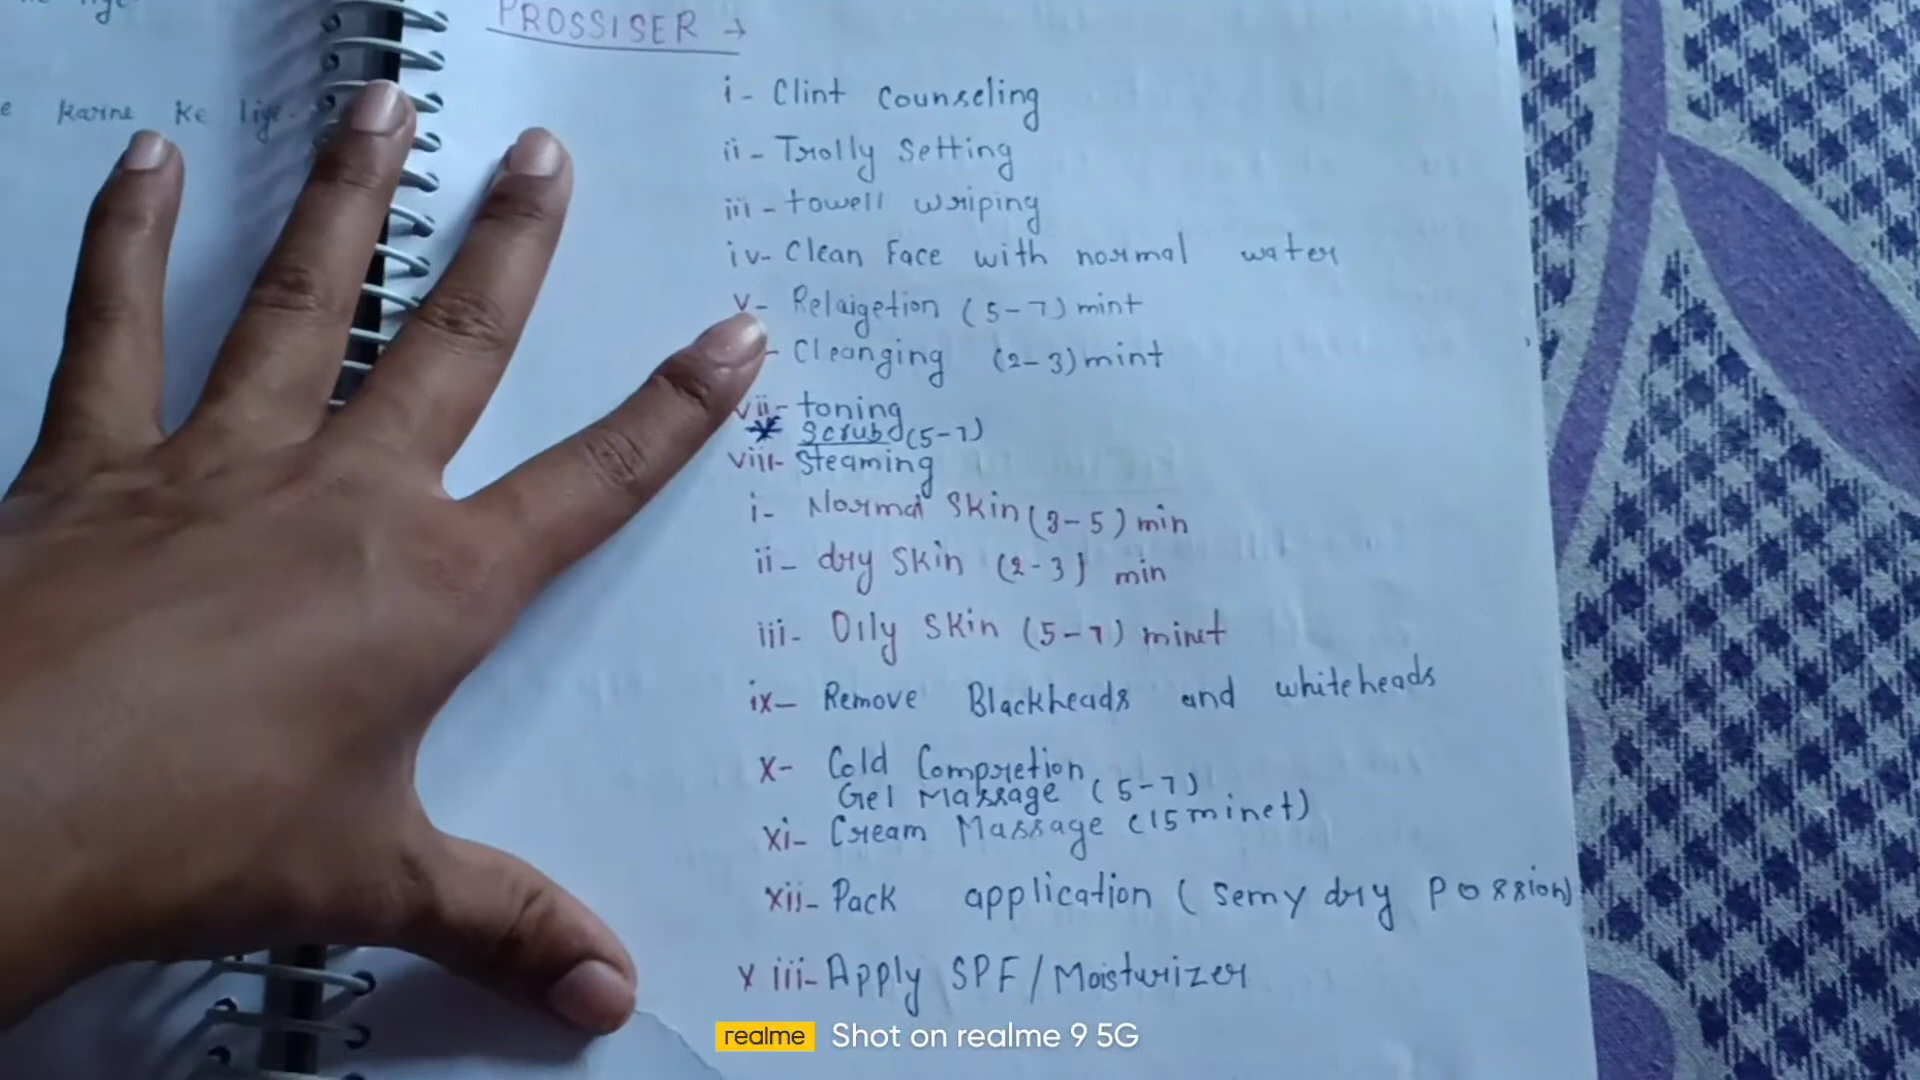 PROSSISER →
karne ke liye.
i- Clint Counseling
ii- Trolly Setting
iii- towell wriping
iv- Clean Face with normal water
v- Relaigetion (5-7) mint
- Cleanging (2-3) mint
vii- toning
* Scrub (5-7)
viii- Steaming
i- Normal Skin (3-5) min
ii- dry Skin (2-3) min
iii- Oily Skin (5-7) minut
ix- Remove Blackheads and whiteheads
x- Cold Compretion
Gel Massage (5-7)
xi- Cream Massage (15 minet)
xii- Pack application (Semy dry Possion)
xiii- Apply SPF/Moisturizer
realme Shot on realme 9 5G